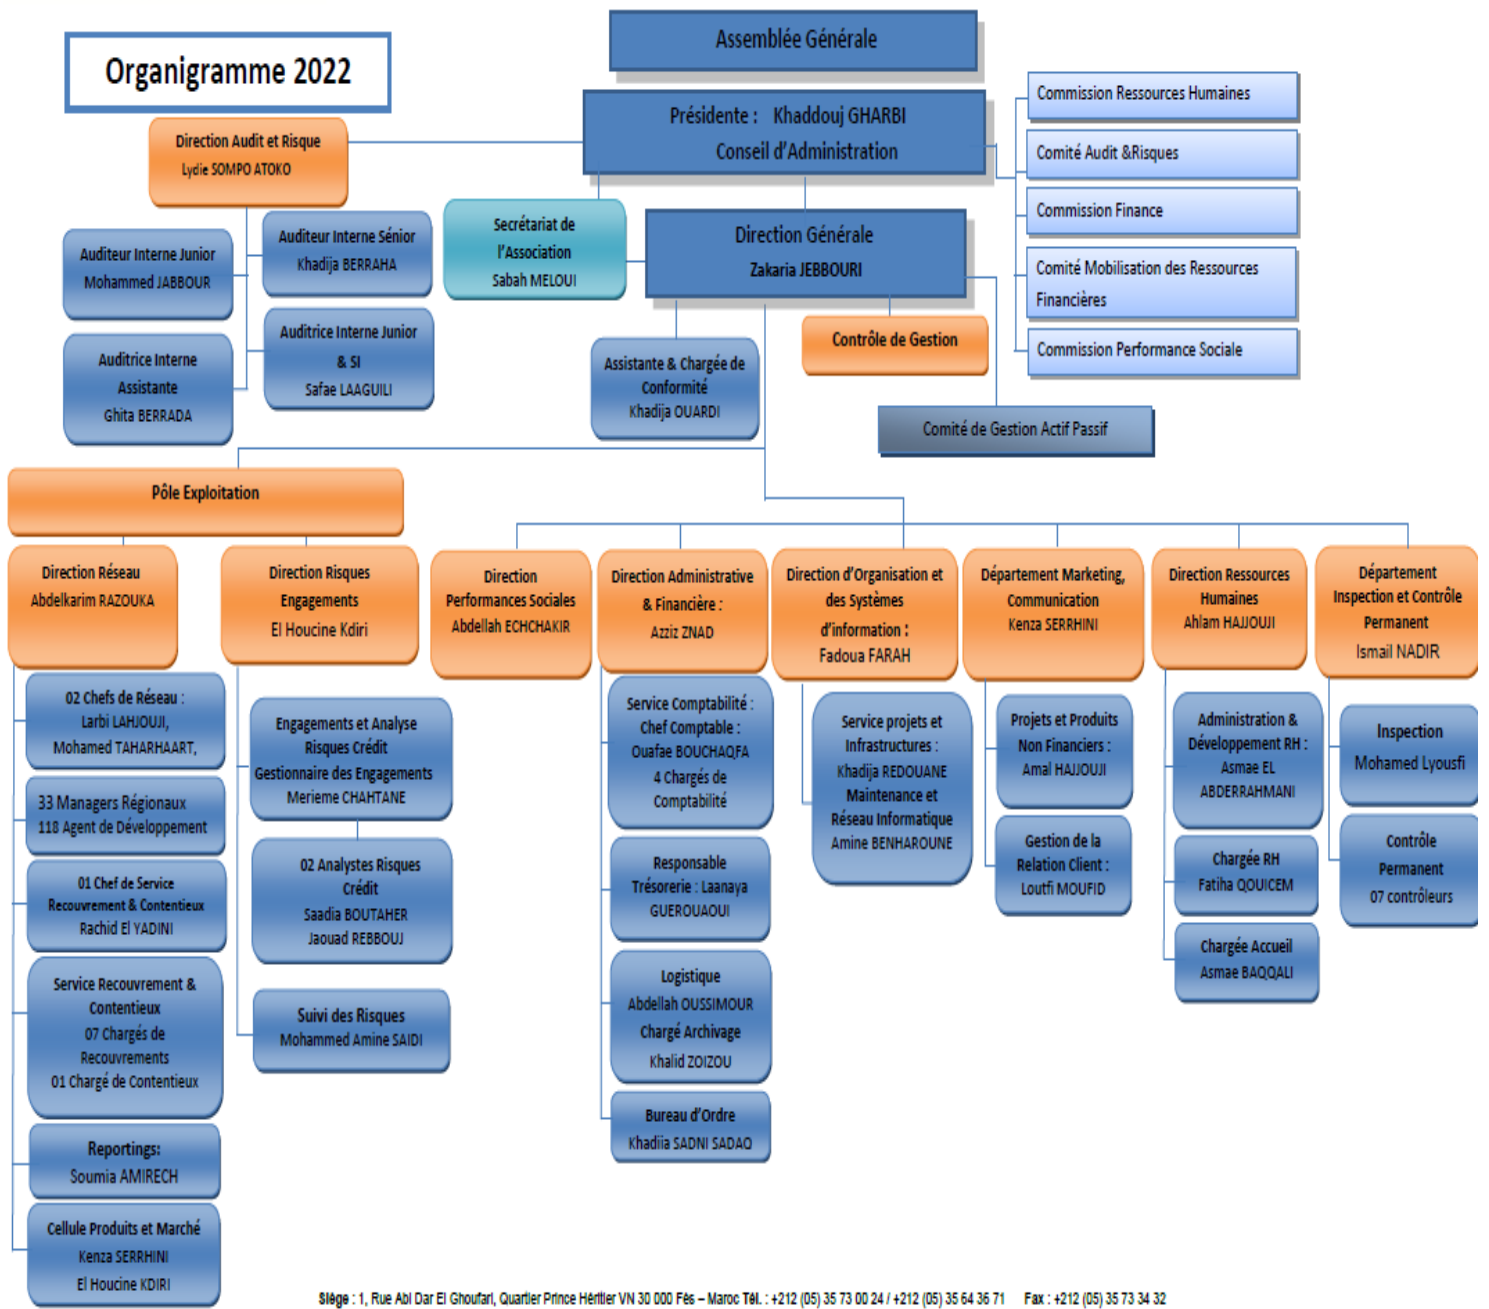 Organigramme 2022
Assemblée Générale
Présidente : Khaddouj GHARBI
Conseil d'Administration
Commission Ressources Humaines
Comité Audit &Risques
Commission Finance
Comité Mobilisation des Ressources
Financières
Commission Performance Sociale
Direction Audit et Risque
Lydie SOMPO ATOKO
Auditeur Interne Junior
Mohammed JABBOUR
Auditeur Interne Sénior
Khadija BERRAHA
Auditrice Interne
Assistante
Ghita BERRADA
Auditrice Interne Junior
& SI
Safae LAAGUILI
Secrétariat de
l'Association
Sabah MELOUI
Direction Générale
Zakaria JEBBOURI
Assistante & Chargée de
Conformité
Khadija OUARDI
Contrôle de Gestion
Comité de Gestion Actif Passif
Pôle Exploitation
Direction Réseau
Abdelkarim RAZOUKA
02 Chefs de Réseau :
Larbi LAHJOUJI,
Mohamed TAHARHAART,
33 Managers Régionaux
118 Agent de Développement
01 Chef de Service
Recouvrement & Contentieux
Rachid El YADINI
Service Recouvrement &
Contentieux
07 Chargés de
Recouvrements
01 Chargé de Contentieux
Reportings:
Soumia AMIRECH
Cellule Produits et Marché
Kenza SERRHINI
El Houcine KDIRI
Direction Risques
Engagements
El Houcine Kdiri
Engagements et Analyse
Risques Crédit
Gestionnaire des Engagements
Merieme CHAHTANE
02 Analystes Risques
Crédit
Saadia BOUTAHER
Jaouad REBBOUJ
Suivi des Risques
Mohammed Amine SAIDI
Direction
Performances Sociales
Abdellah ECHCHAKIR
Direction Administrative
& Financière :
Azziz ZNAD
Service Comptabilité :
Chef Comptable :
Ouafae BOUCHAQFA
4 Chargés de
Comptabilité
Responsable
Trésorerie : Laanaya
GUEROUAOUI
Logistique
Abdellah OUSSIMOUR
Chargé Archivage
Khalid ZOIZOU
Bureau d'Ordre
Khadija SADNI SADAQ
Direction d'Organisation et
des Systèmes
d'information :
Fadoua FARAH
Service projets et
Infrastructures :
Khadija REDOUANE
Maintenance et
Réseau Informatique
Amine BENHAROUNE
Département Marketing,
Communication
Kenza SERRHINI
Projets et Produits
Non Financiers :
Amal HAJJOUJI
Gestion de la
Relation Client :
Loutfi MOUFID
Direction Ressources
Humaines
Ahlam HAJJOUJI
Administration &
Développement RH :
Asmae EL
ABDERRAHMANI
Chargée RH
Fatiha QOUICEM
Chargée Accueil
Asmae BAQQALI
Département
Inspection et Contrôle
Permanent
Ismail NADIR
Inspection
Mohamed Lyousfi
Contrôle
Permanent
07 contrôleurs
Siège : 1, Rue Abi Dar El Ghoufari, Quartier Prince Héritier VN 30 000 Fès – Maroc Tél. : +212 (05) 35 73 00 24 / +212 (05) 35 64 36 71 Fax : +212 (05) 35 73 34 32